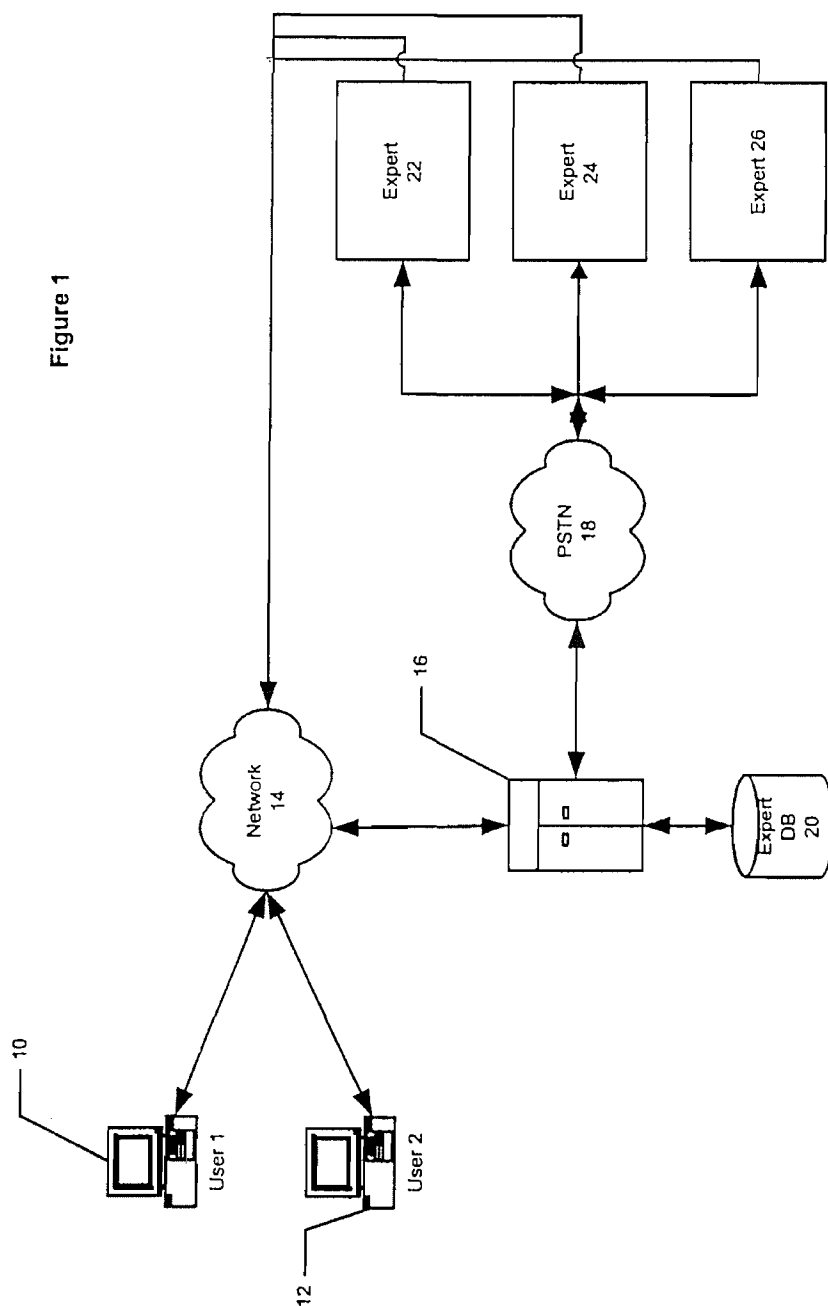 Figure 1
10
User 1
12
User 2
Network
14
16
Expert
DB
20
PSTN
18
Expert
22
Expert
24
Expert 26